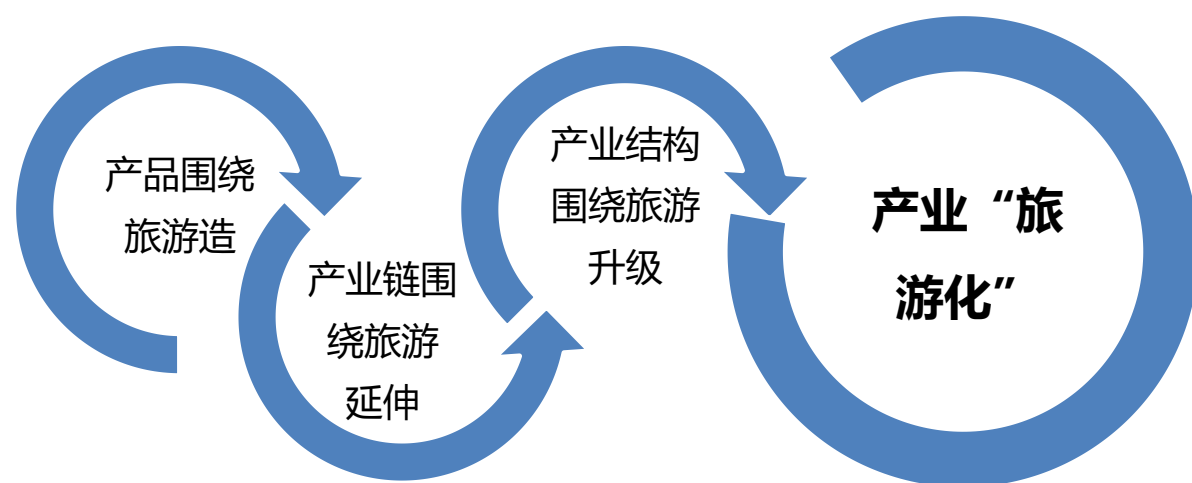 产品围绕
旅游造
产业链围
绕旅游
延伸
产业结构
围绕旅游
升级
产业“旅
游化”